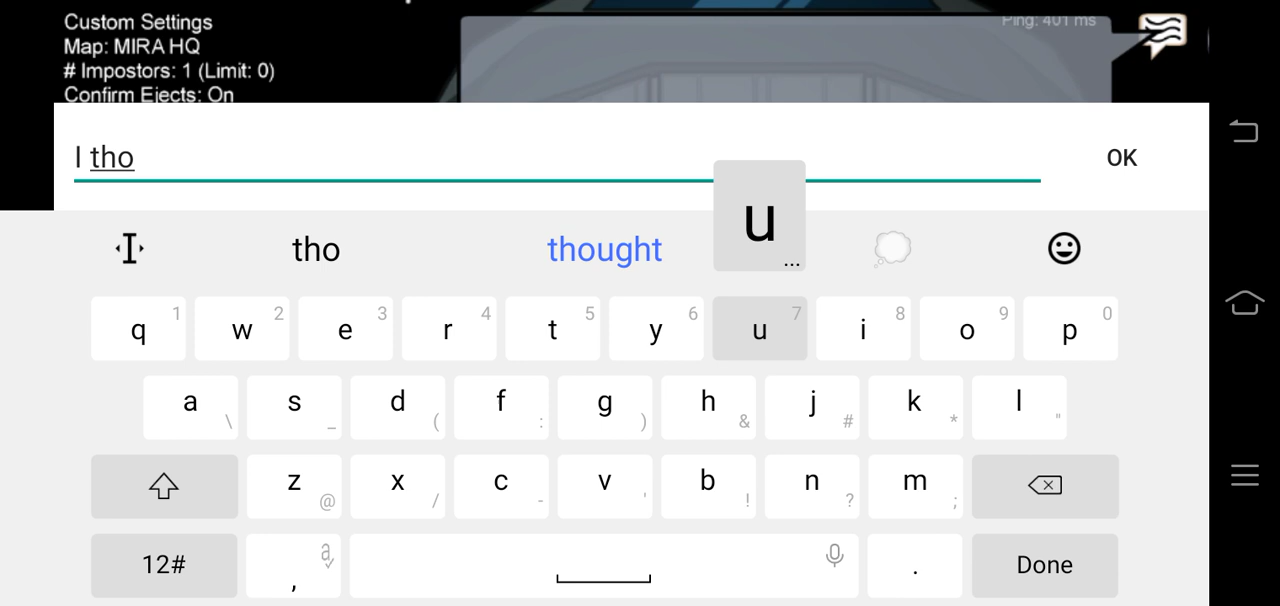 Custom Settings
Map: MIRA HQ
# Impostors: 1 (Limit: 0)
Confirm Ejects: On
Ping: 401 ms
I tho
OK
u
...
tho
thought
q 1 w 2 e 3 r 4 t 5 y 6 u 7 i 8 o 9 p 0
a \ s _ d ( f : g ) h & j # k * l "
z @ x / c - v ' b ! n ? m ;
12# , a . Done